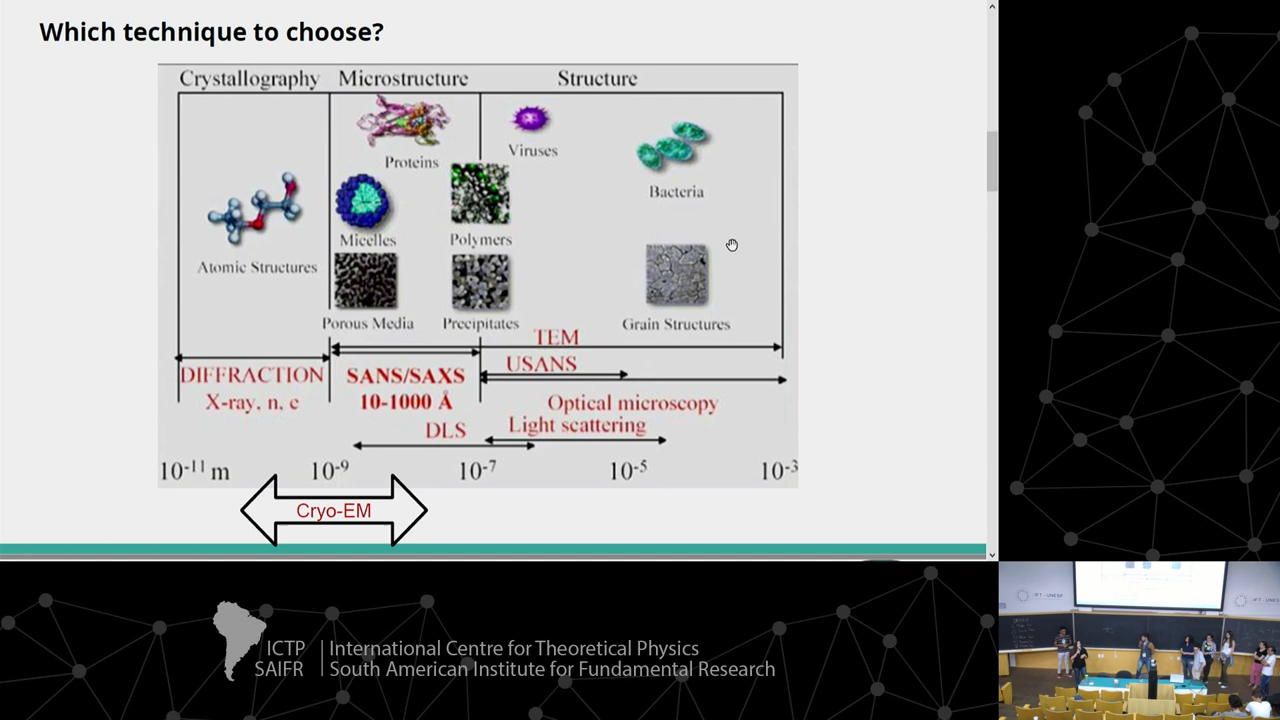 Which technique to choose?
Crystallography Microstructure Structure
Proteins
Viruses
Bacteria
Micelles
Polymers
Atomic Structures
Porous Media
Precipitates
Grain Structures
TEM
USANS
DIFFRACTION
X-ray, n, e
SANS/SAXS
10-1000 Å
Optical microscopy
Light scattering
DLS
10⁻¹¹ m 10⁻⁹ 10⁻⁷ 10⁻⁵ 10⁻³
Cryo-EM
ICTP International Centre for Theoretical Physics
SAIFR South American Institute for Fundamental Research
IFT - UNESP